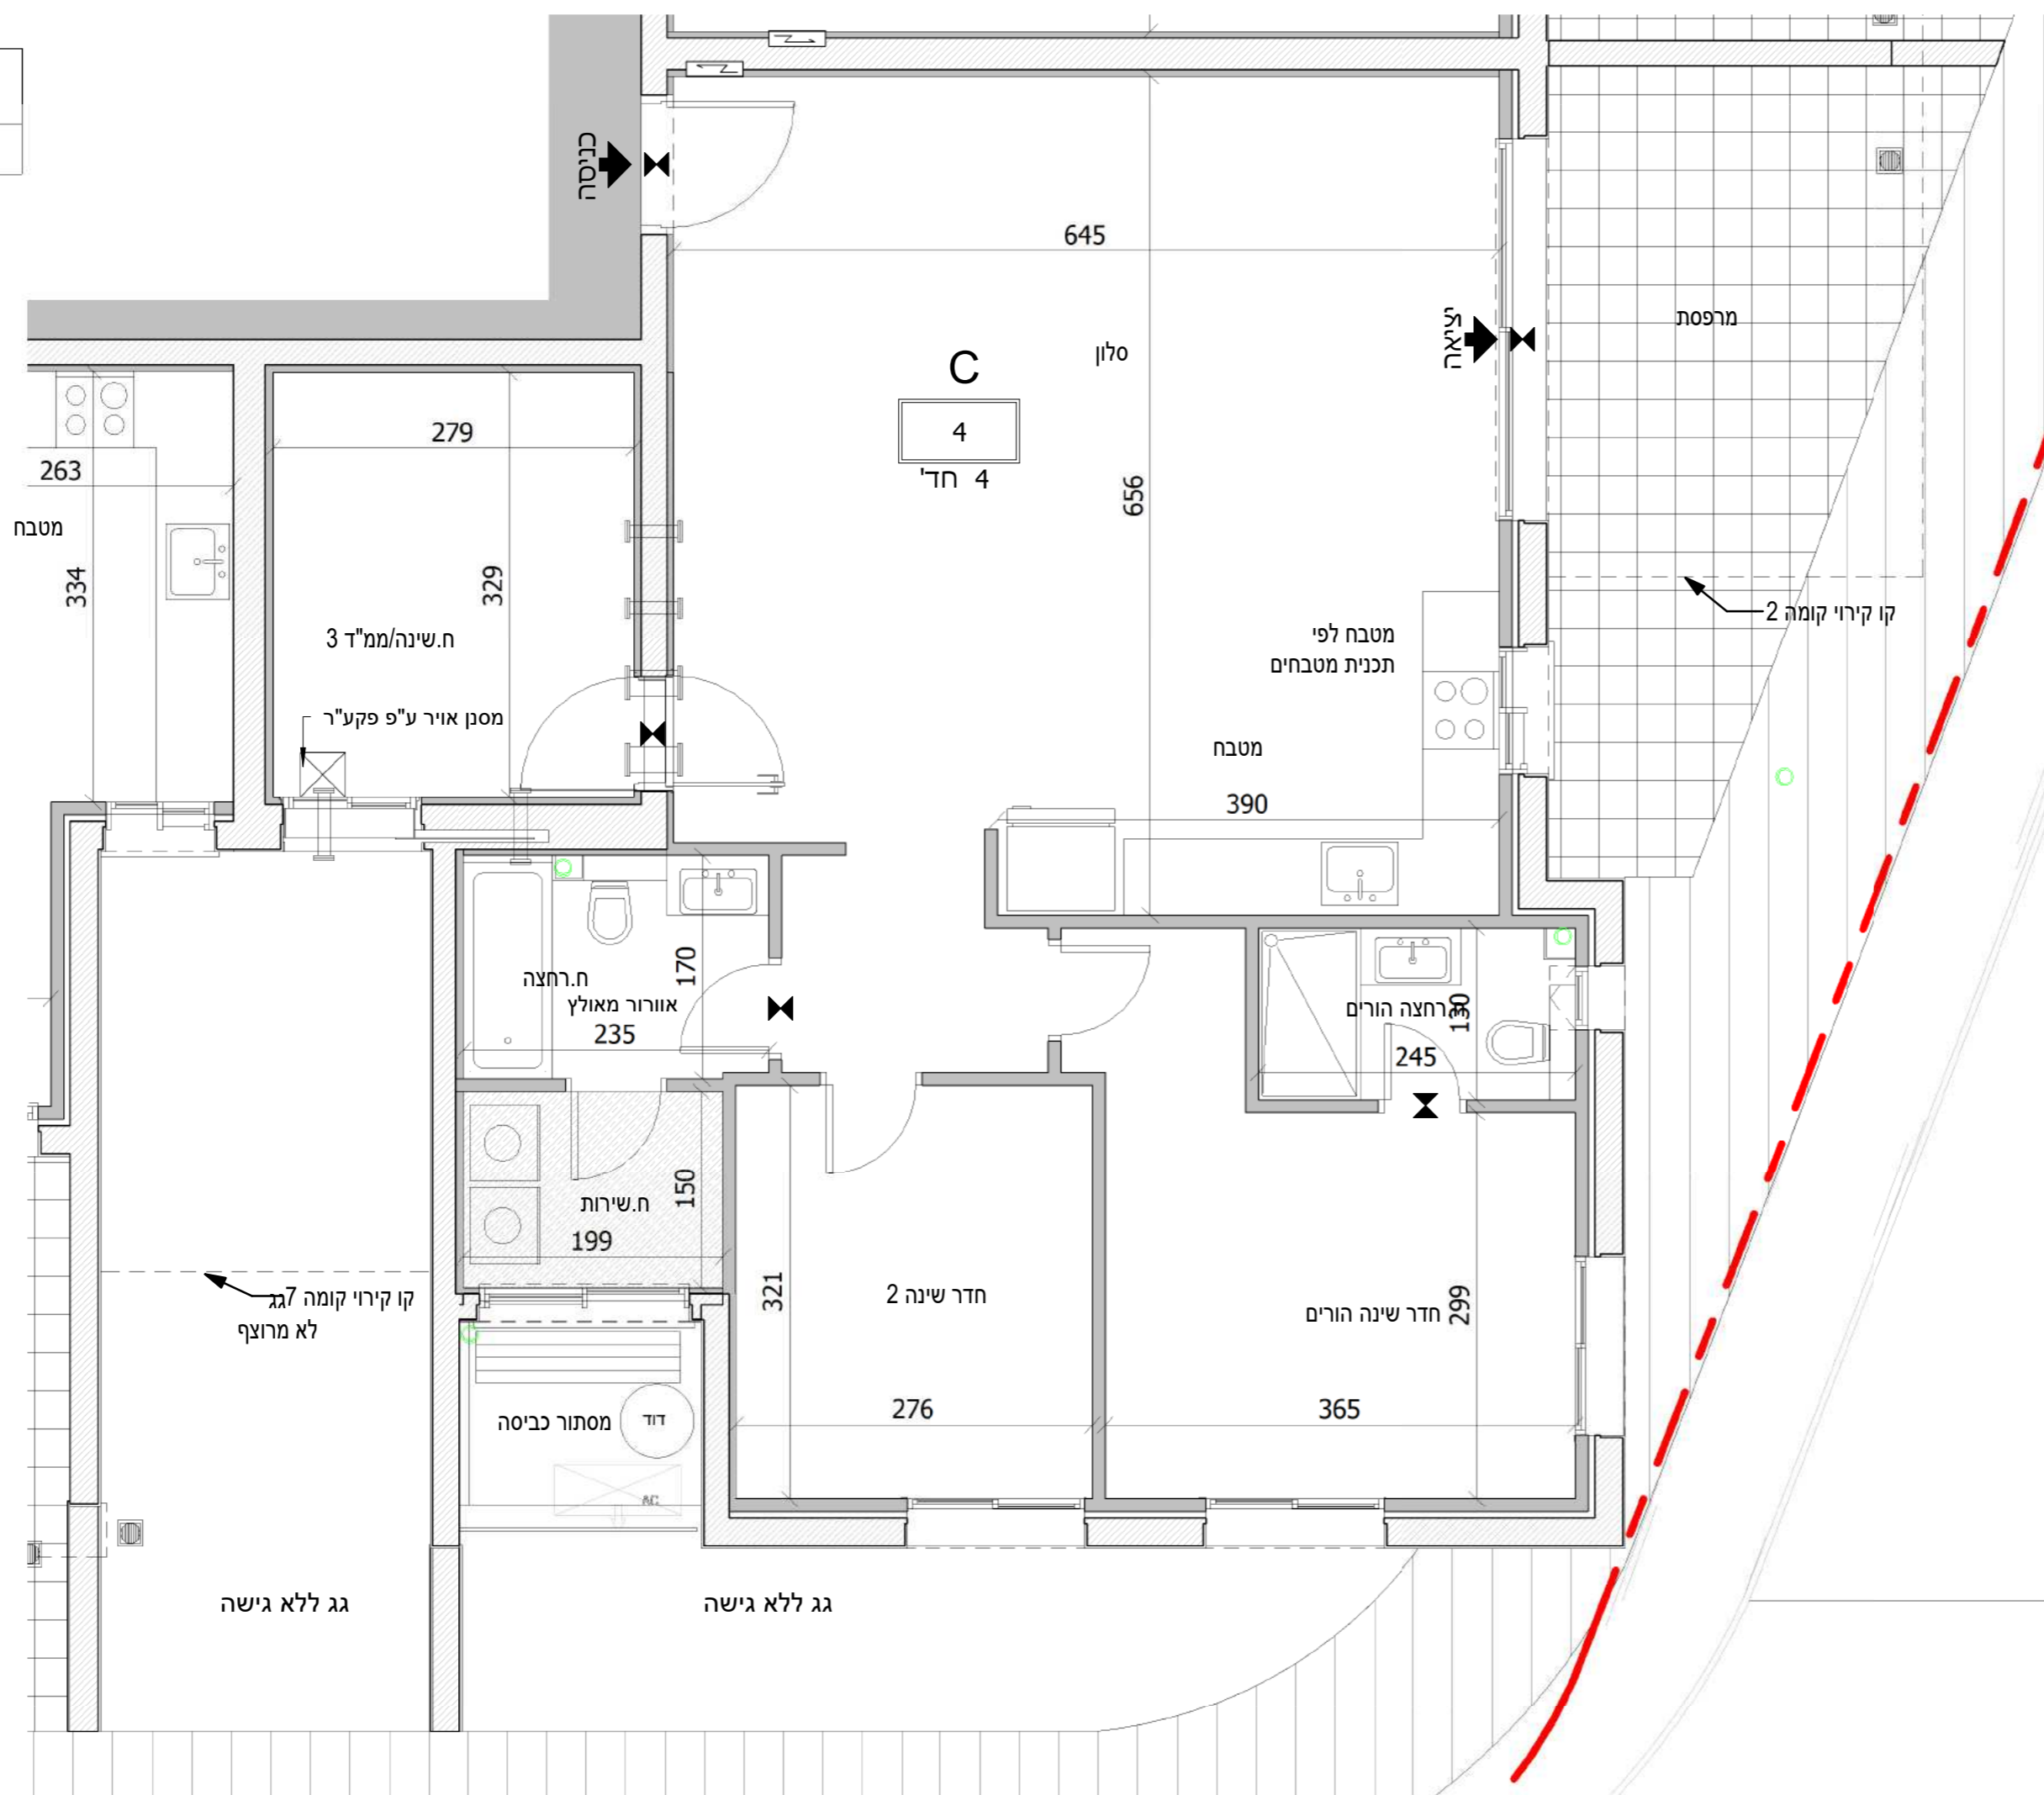 כניסה
645
יציאה
מרפסת
סלון
C
4
4 חד'
279
263
מטבח
334
329
656
ח.שינה/ממ"ד 3
מסנן אויר ע"פ פקע"ר
קו קירוי קומה 2
מטבח לפי
תכנית מטבחים
מטבח
390
170
ח.רחצה
אוורור מאולץ
235
ח.רחצה הורים
130
245
150
ח.שירות
199
321
חדר שינה 2
חדר שינה הורים
299
קו קירוי קומה 7
גג
לא מרוצף
276
365
מסתור כביסה
דוד
AC
גג ללא גישה
גג ללא גישה